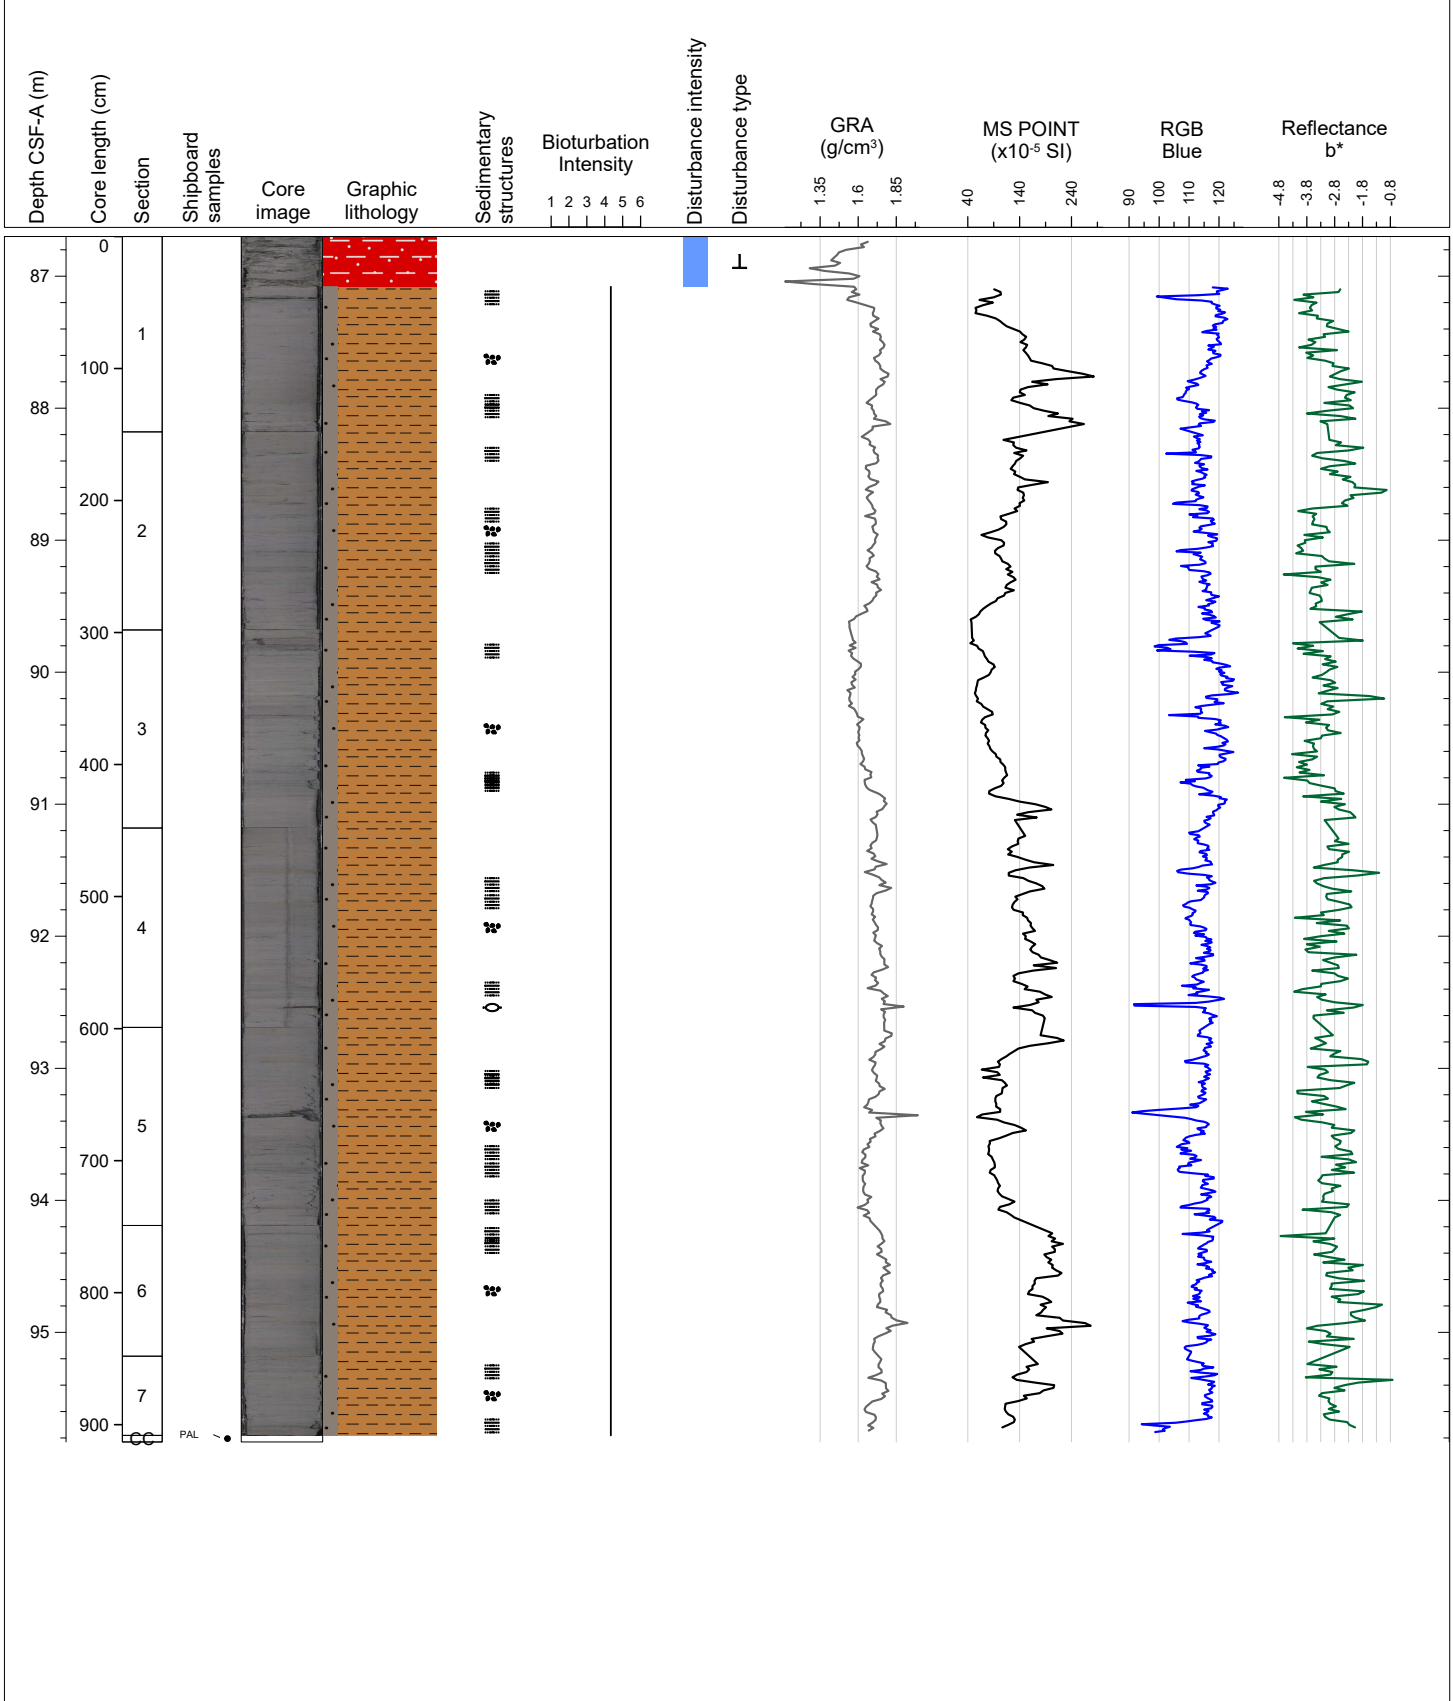 Depth CSF-A (m)
Core length (cm)
Section
Shipboard
samples
Core
image
Graphic
lithology
Sedimentary
structures
Bioturbation
Intensity
1 2 3 4 5 6
Disturbance intensity
Disturbance type
GRA
(g/cm³)
1.35 1.6 1.85
MS POINT
(x10⁻⁵ SI)
40 140 240
RGB
Blue
90 100 110 120
Reflectance
b*
-4.8 -3.8 -2.8 -1.8 -0.8
87
88
89
90
91
92
93
94
95
0
100
200
300
400
500
600
700
800
900
1
2
3
4
5
6
7
CC
PAL